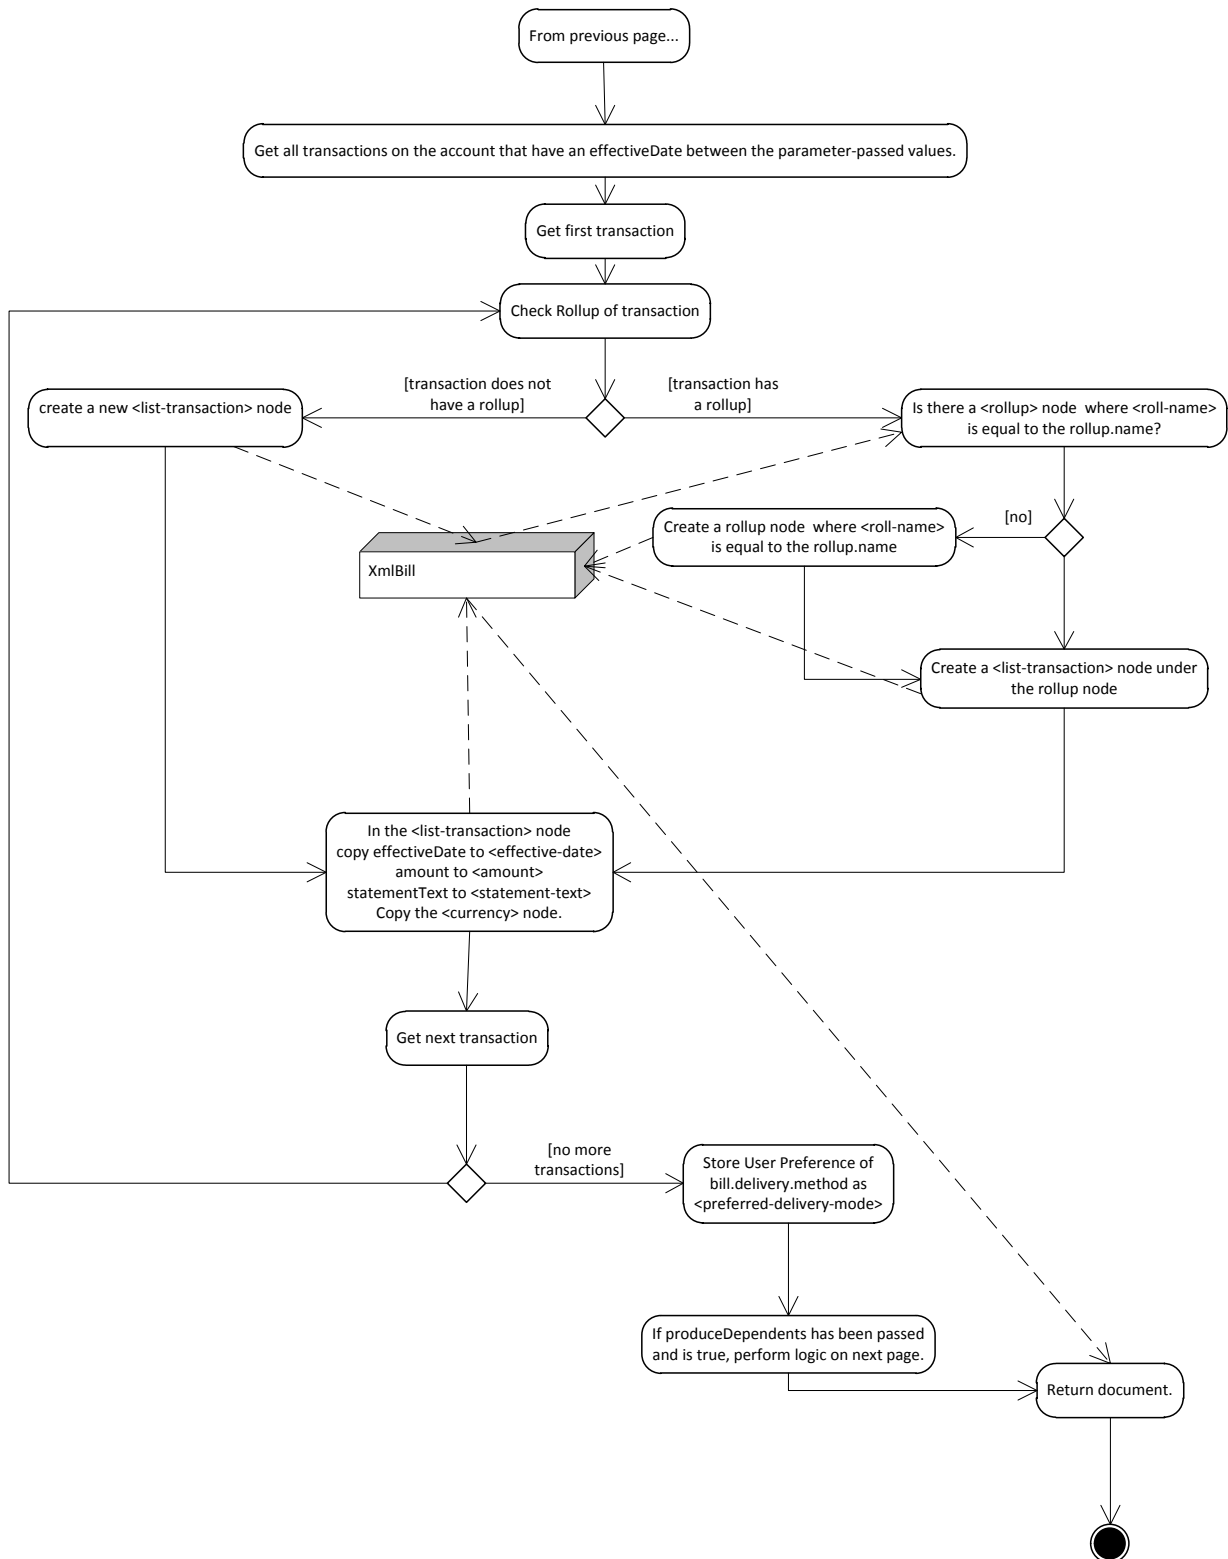 From previous page...
Get all transactions on the account that have an effectiveDate between the parameter-passed values.
Get first transaction
Check Rollup of transaction
[transaction does not
have a rollup]
[transaction has
a rollup]
create a new <list-transaction> node
Is there a <rollup> node  where <roll-name>
is equal to the rollup.name?
[no]
Create a rollup node  where <roll-name>
is equal to the rollup.name
XmlBill
Create a <list-transaction> node under
the rollup node
In the <list-transaction> node
copy effectiveDate to <effective-date>
amount to <amount>
statementText to <statement-text>
Copy the <currency> node.
Get next transaction
[no more
transactions]
Store User Preference of
bill.delivery.method as
<preferred-delivery-mode>
If produceDependents has been passed
and is true, perform logic on next page.
Return document.